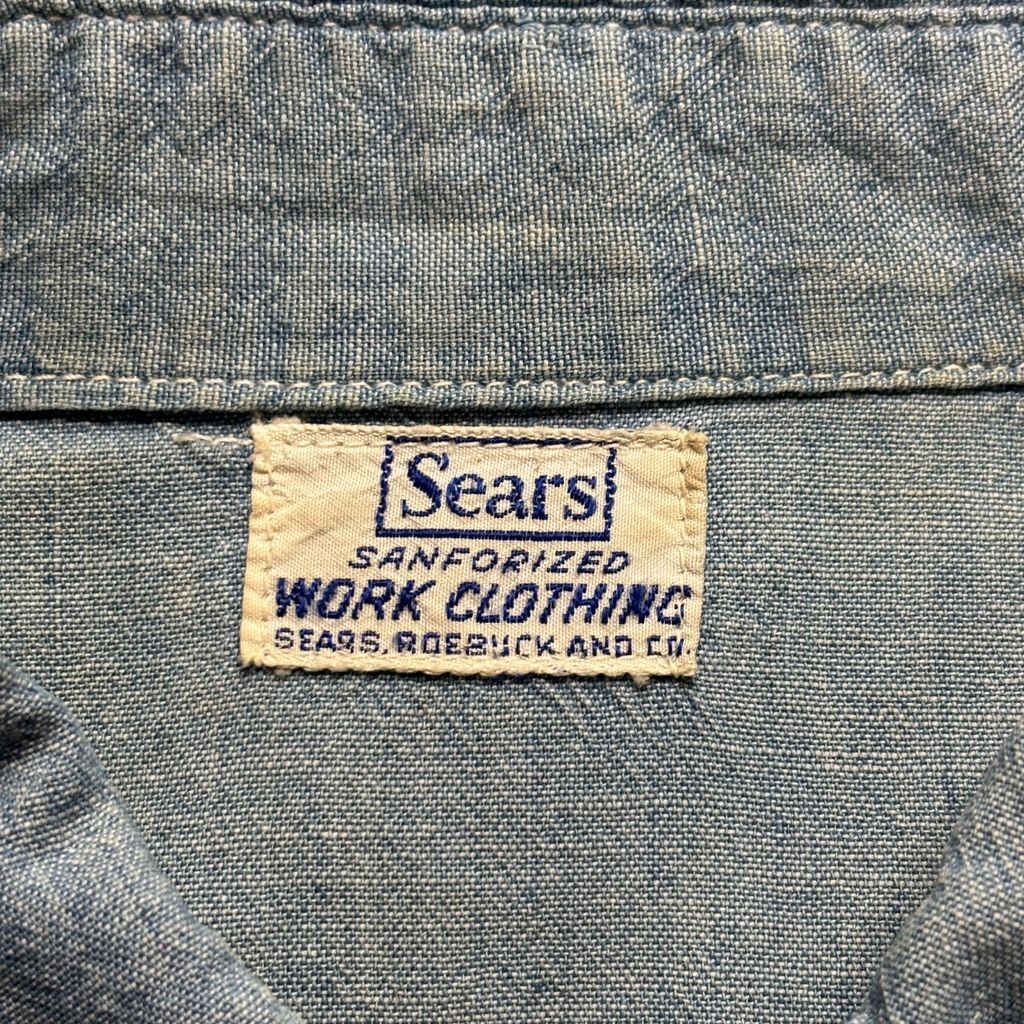 Sears
SANFORIZED
WORK CLOTHING
SEARS, ROEBUCK AND CO.